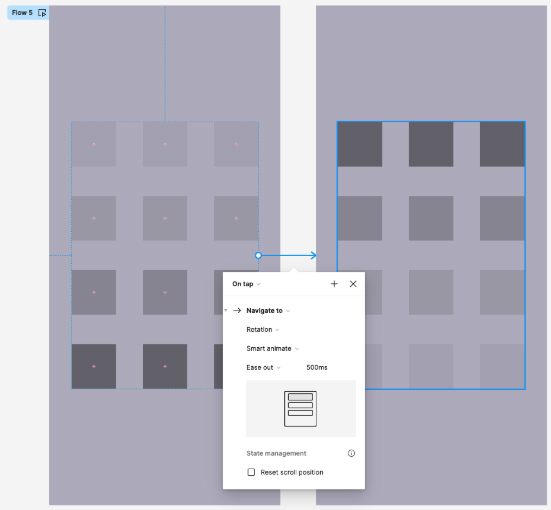 Flow 5
On tap
Navigate to
Rotation
Smart animate
Ease out 500ms
State management
Reset scroll position